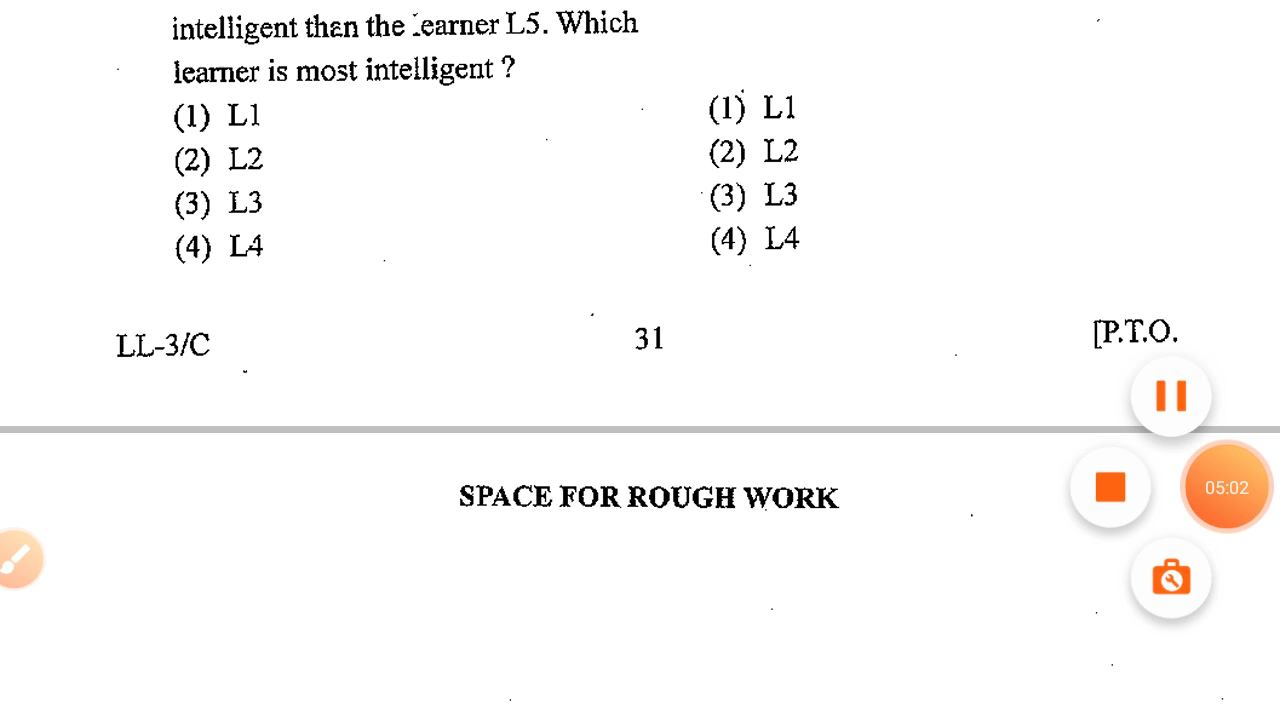 intelligent than the learner L5. Which
learner is most intelligent ?
(1) L1
(2) L2
(3) L3
(4) L4
(1) L1
(2) L2
(3) L3
(4) L4
LL-3/C
31
[P.T.O.
SPACE FOR ROUGH WORK
05:02